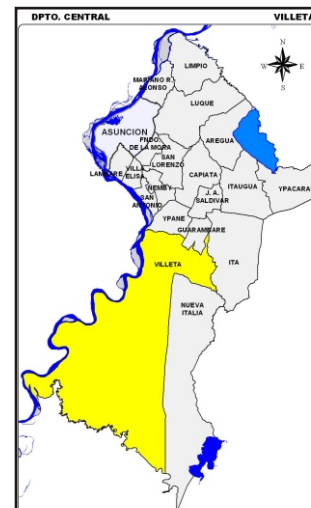 DPTO. CENTRAL
VILLETA
LIMPIO
N
W E
S
MARIANO R.
ALONSO
LUQUE
ASUNCION
FNDO.
DE LA MORA
AREGUA
SAN
LORENZO
LAMBARE
VILLA
ELISA
CAPIATA
ITAUGUA
YPACARAI
ÑEMBY
J. A.
SALDIVAR
SAN
ANTONIO
YPANE
GUARAMBARE
VILLETA
ITA
NUEVA
ITALIA